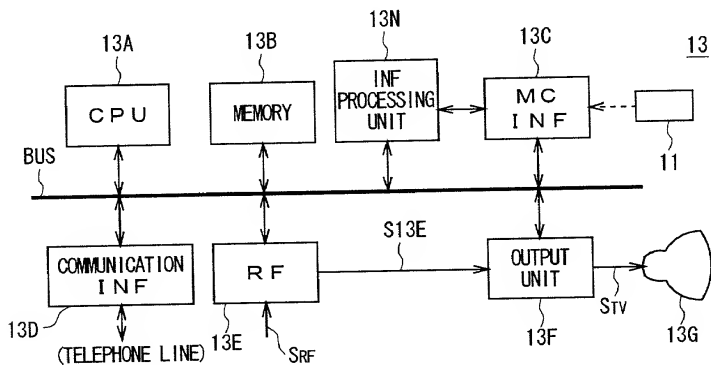 13A
13B
13N
13C
13
CPU
MEMORY
INF
PROCESSING
UNIT
MC
INF
11
BUS
S13E
COMMUNICATION
INF
RF
OUTPUT
UNIT
STV
13G
13D
13E
13F
(TELEPHONE LINE)
SRF